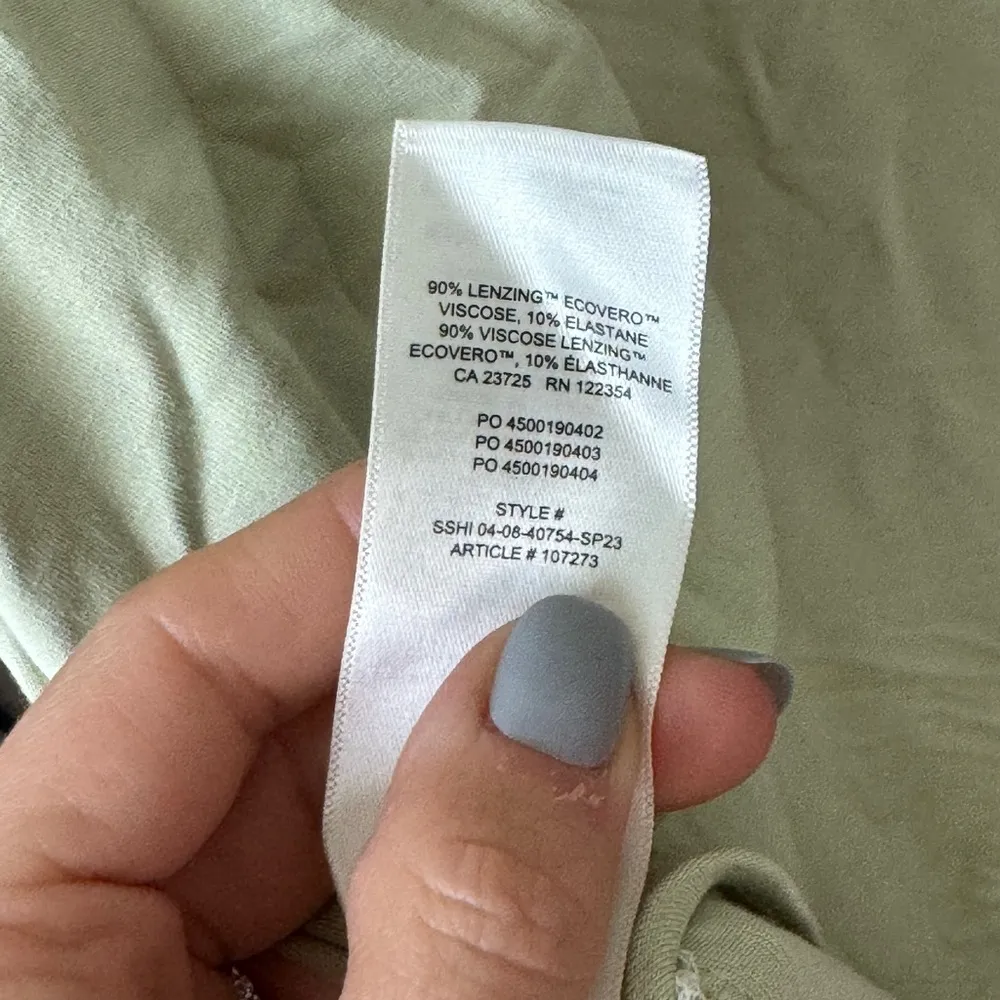 90% LENZING™ ECOVERO™
VISCOSE, 10% ELASTANE
90% VISCOSE LENZING™
ECOVERO™, 10% ÉLASTHANNE
CA 23725 RN 122354
PO 4500190402
PO 4500190403
PO 4500190404
STYLE #
SSHI 04-08-40754-SP23
ARTICLE # 107273